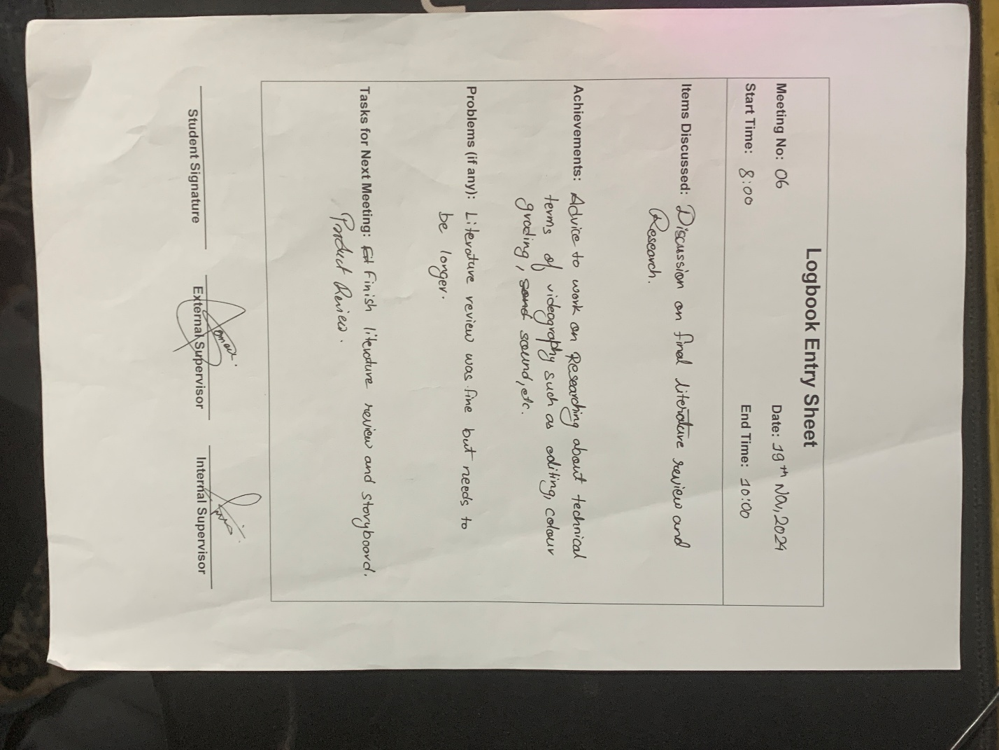 Logbook Entry Sheet
Meeting No: 06 Date: 19th Nov, 2024
Start Time: 8:00 End Time: 10:00
Items Discussed: Discussion on final literature review and
Research.
Achievements: Advice to work on Researching about technical
terms of videography such as editing, colour
grading, sound, etc.
Problems (if any): Literature review was fine but needs to
be longer.
Tasks for Next Meeting: Finish literature review and storyboard.
Product Review.
Student Signature External Supervisor Internal Supervisor